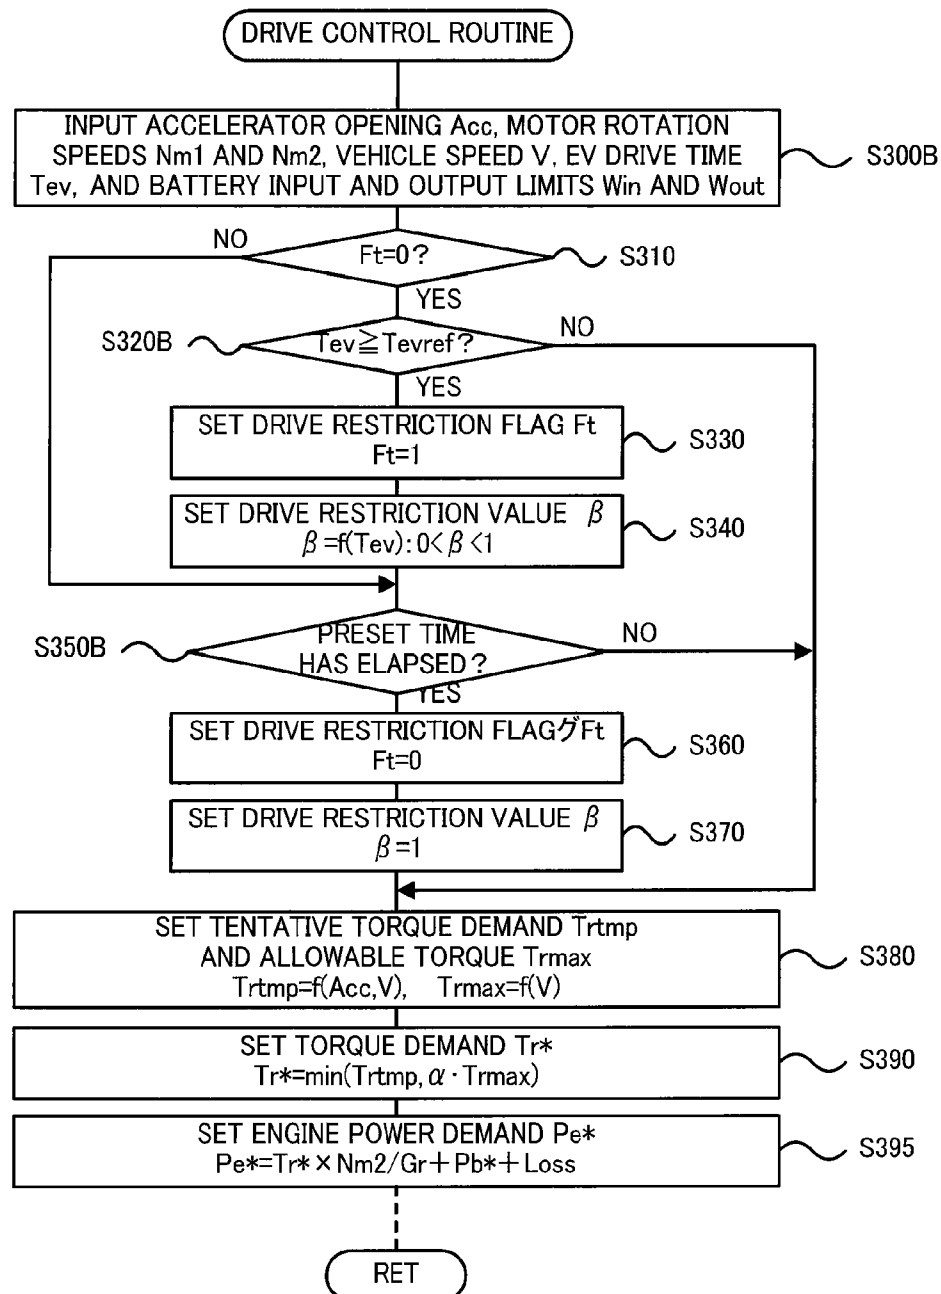 DRIVE CONTROL ROUTINE
INPUT ACCELERATOR OPENING Acc, MOTOR ROTATION
SPEEDS Nm1 AND Nm2, VEHICLE SPEED V, EV DRIVE TIME
Tev, AND BATTERY INPUT AND OUTPUT LIMITS Win AND Wout
S300B
NO
Ft=0?
S310
YES
S320B
Tev≧Tevref?
NO
YES
SET DRIVE RESTRICTION FLAG Ft
Ft=1
S330
SET DRIVE RESTRICTION VALUE β
β=f(Tev):0<β<1
S340
S350B
PRESET TIME
HAS ELAPSED?
NO
YES
SET DRIVE RESTRICTION FLAGグFt
Ft=0
S360
SET DRIVE RESTRICTION VALUE β
β=1
S370
SET TENTATIVE TORQUE DEMAND Trtmp
AND ALLOWABLE TORQUE Trmax
Trtmp=f(Acc,V), Trmax=f(V)
S380
SET TORQUE DEMAND Tr*
Tr*=min(Trtmp, α・Trmax)
S390
SET ENGINE POWER DEMAND Pe*
Pe*=Tr*×Nm2/Gr+Pb*+Loss
S395
RET